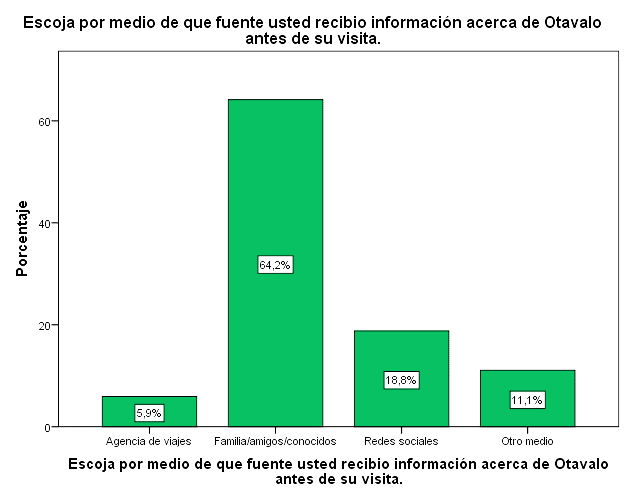 Escoja por medio de que fuente usted recibio información acerca de Otavalo
antes de su visita.
Porcentaje
60
40
20
0
64,2%
18,8%
11,1%
5,9%
Agencia de viajes
Familia/amigos/conocidos
Redes sociales
Otro medio
Escoja por medio de que fuente usted recibio información acerca de Otavalo
antes de su visita.